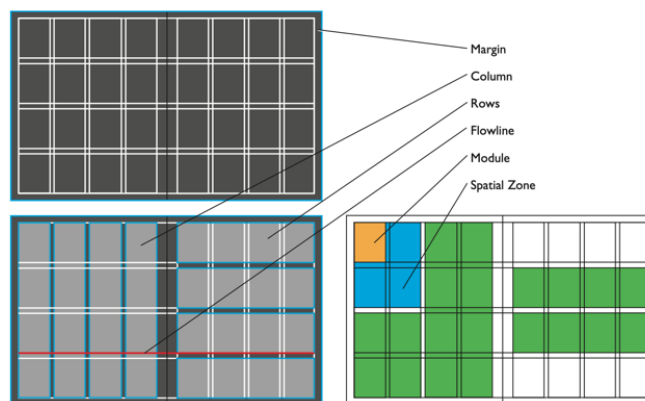 Margin
Column
Rows
Flowline
Module
Spatial Zone